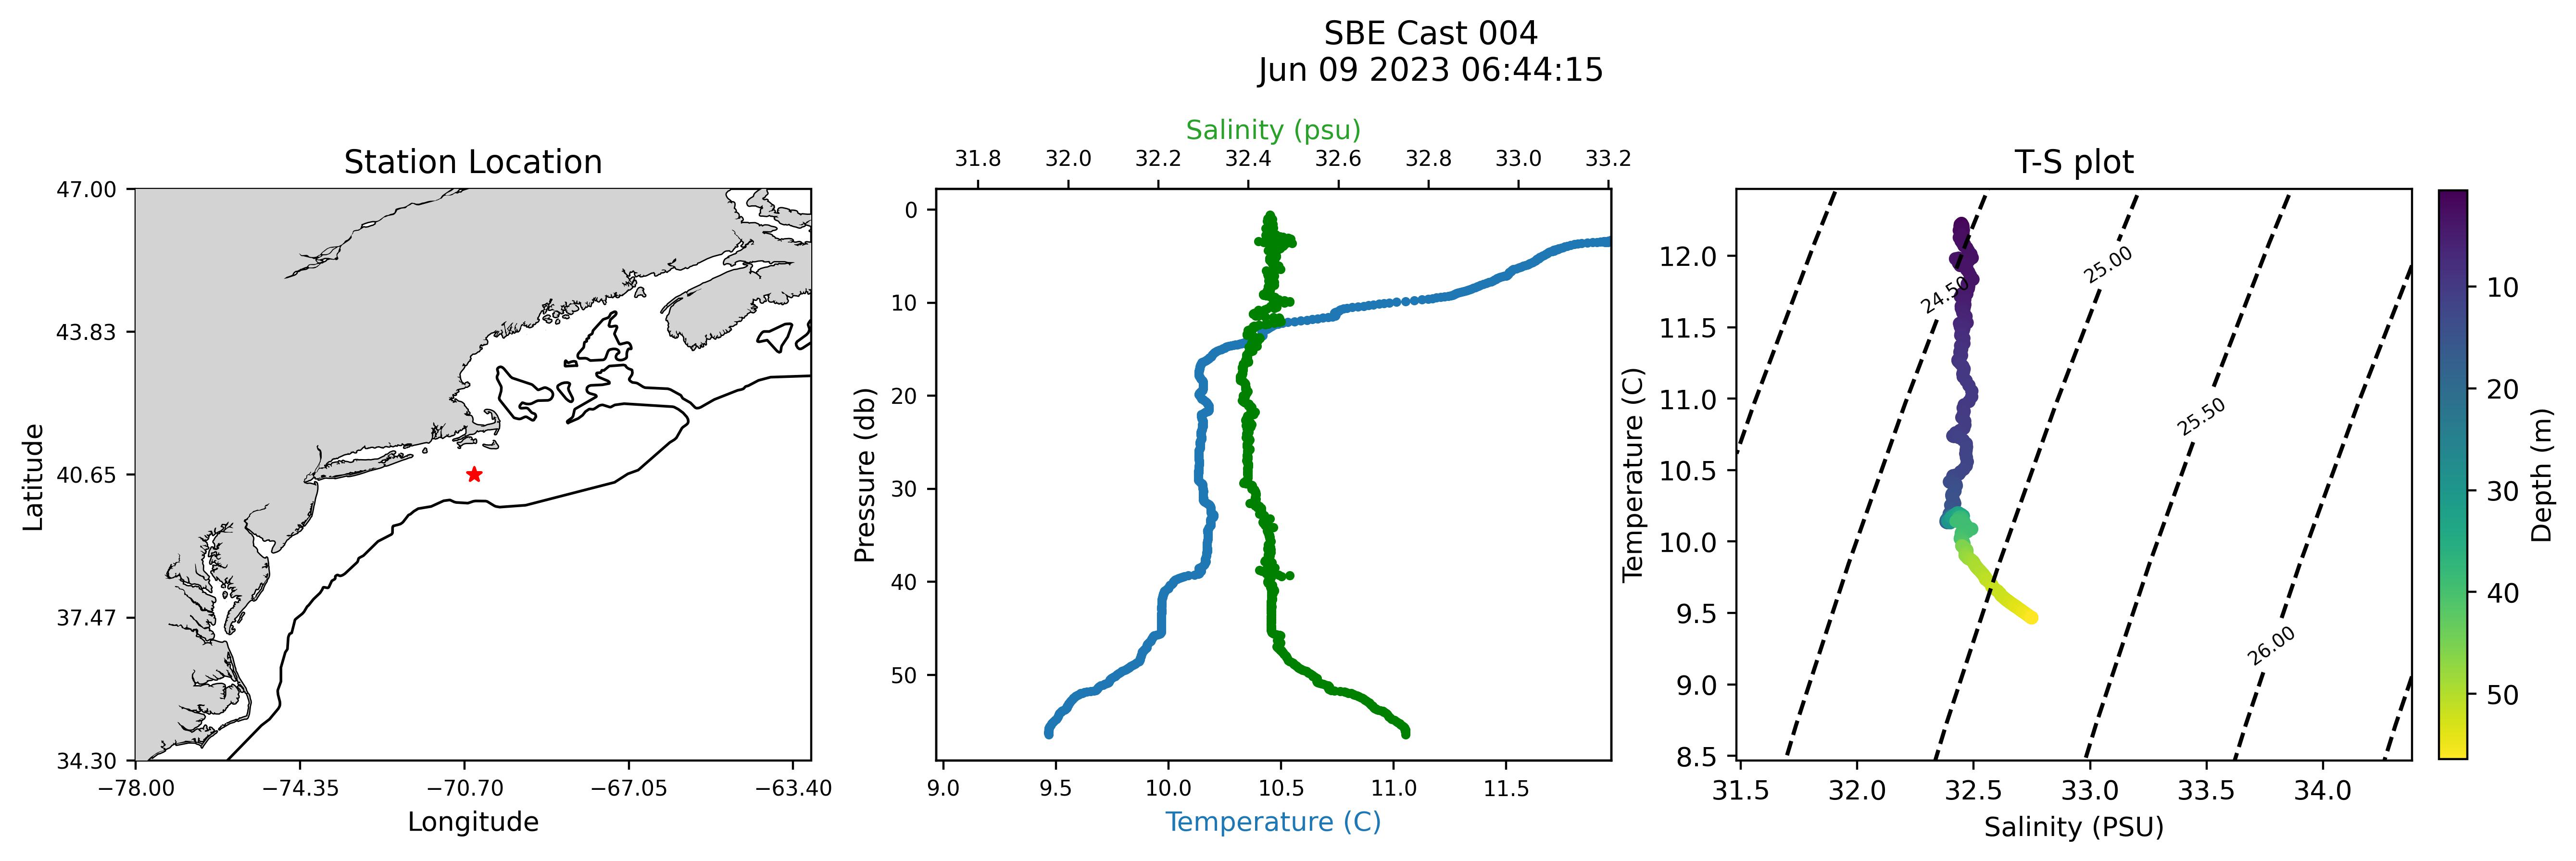 SBE Cast 004
Jun 09 2023 06:44:15
Station Location
47.00
43.83
40.65
37.47
34.30
Latitude
−78.00 −74.35 −70.70 −67.05 −63.40
Longitude
Salinity (psu)
31.8 32.0 32.2 32.4 32.6 32.8 33.0 33.2
0
10
20
30
40
50
Pressure (db)
9.0 9.5 10.0 10.5 11.0 11.5
Temperature (C)
T-S plot
12.0
11.5
11.0
10.5
10.0
9.5
9.0
8.5
Temperature (C)
24.50
25.00
25.50
26.00
31.5 32.0 32.5 33.0 33.5 34.0
Salinity (PSU)
10
20
30
40
50
Depth (m)